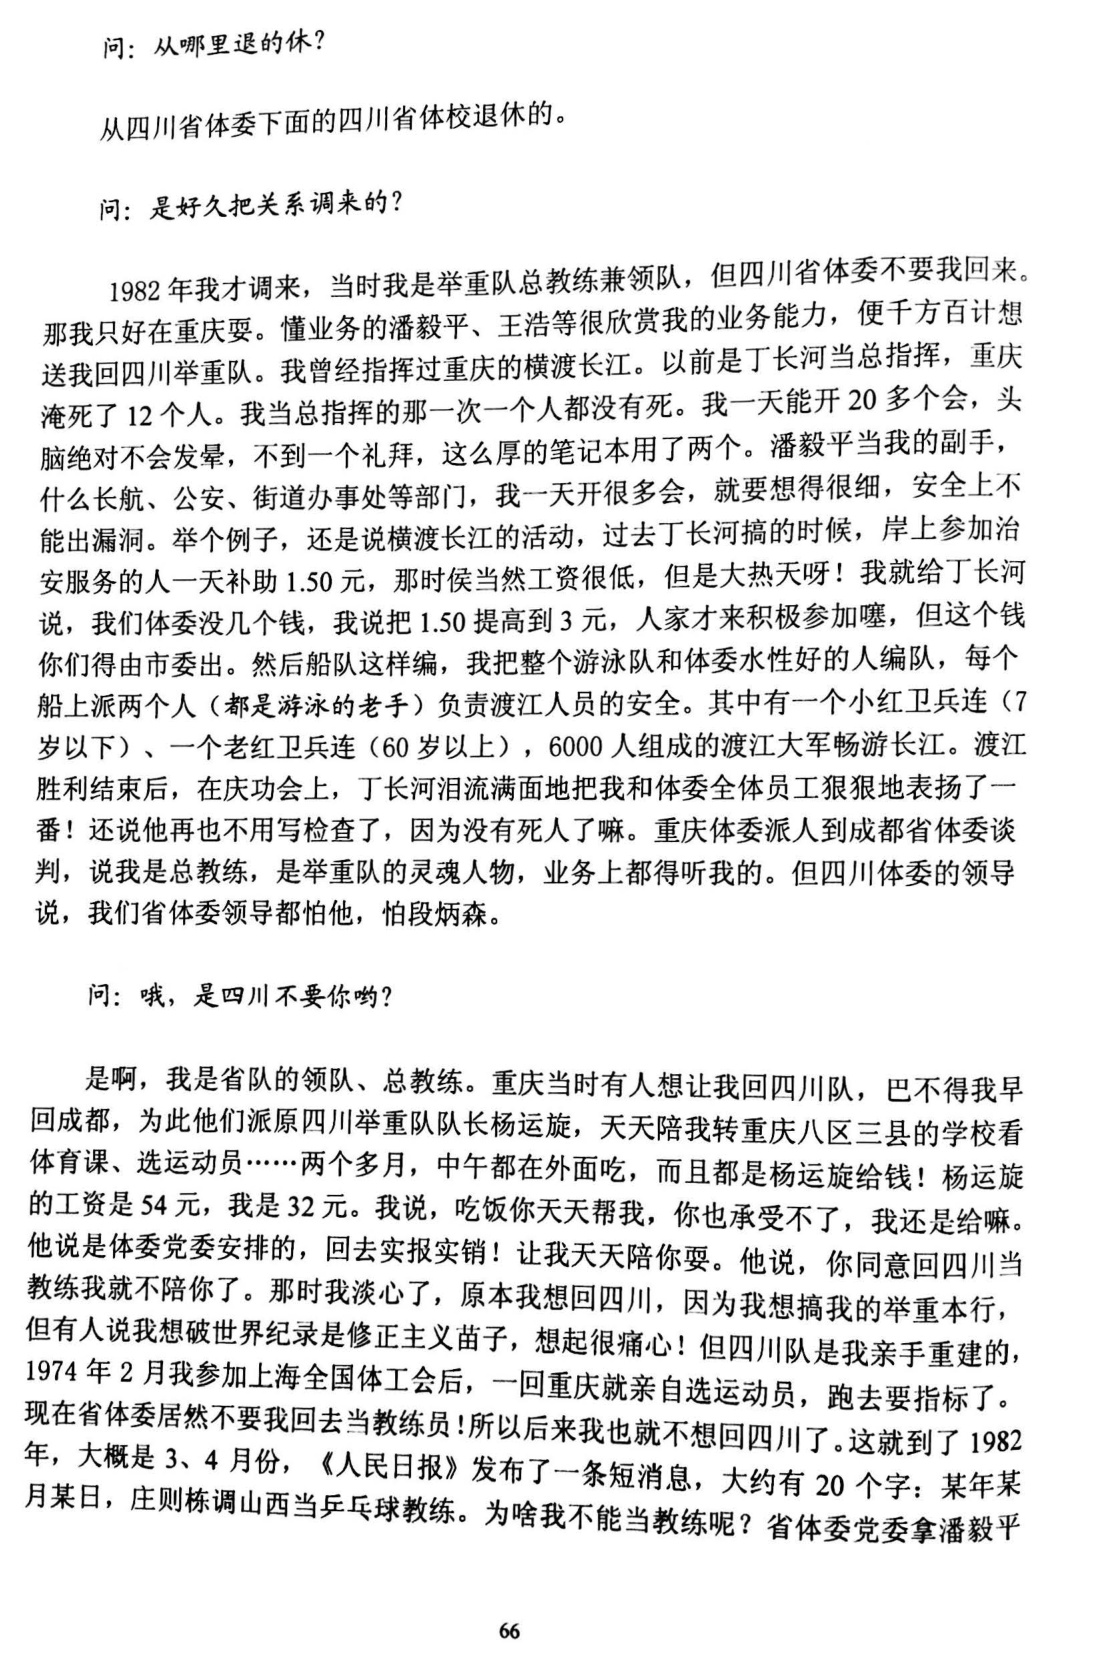 问：从哪里退的休？
从四川省体委下面的四川省体校退休的。
问：是好久把关系调来的？
1982 年我才调来，当时我是举重队总教练兼领队，但四川省体委不要我回来。
那我只好在重庆耍。懂业务的潘毅平、王浩等很欣赏我的业务能力，便千方百计想
送我回四川举重队。我曾经指挥过重庆的横渡长江。以前是丁长河当总指挥，重庆
淹死了 12 个人。我当总指挥的那一次一个人都没有死。我一天能开 20 多个会，头
脑绝对不会发晕，不到一个礼拜，这么厚的笔记本用了两个。潘毅平当我的副手，
什么长航、公安、街道办事处等部门，我一天开很多会，就要想得很细，安全上不
能出漏洞。举个例子，还是说横渡长江的活动，过去丁长河搞的时候，岸上参加治
安服务的人一天补助 1.50 元，那时侯当然工资很低，但是大热天呀！我就给丁长河
说，我们体委没几个钱，我说把 1.50 提高到 3 元，人家才来积极参加噻，但这个钱
你们得由市委出。然后船队这样编，我把整个游泳队和体委水性好的人编队，每个
船上派两个人（都是游泳的老手）负责渡江人员的安全。其中有一个小红卫兵连（7
岁以下）、一个老红卫兵连（60 岁以上），6000 人组成的渡江大军畅游长江。渡江
胜利结束后，在庆功会上，丁长河泪流满面地把我和体委全体员工狠狠地表扬了一
番！还说他再也不用写检查了，因为没有死人了嘛。重庆体委派人到成都省体委谈
判，说我是总教练，是举重队的灵魂人物，业务上都得听我的。但四川体委的领导
说，我们省体委领导都怕他，怕段炳森。
问：哦，是四川不要你哟？
是啊，我是省队的领队、总教练。重庆当时有人想让我回四川队，巴不得我早
回成都，为此他们派原四川举重队队长杨运旋，天天陪我转重庆八区三县的学校看
体育课、选运动员……两个多月，中午都在外面吃，而且都是杨运旋给钱！杨运旋
的工资是 54 元，我是 32 元。我说，吃饭你天天帮我，你也承受不了，我还是给嘛。
他说是体委党委安排的，回去实报实销！让我天天陪你耍。他说，你同意回四川当
教练我就不陪你了。那时我淡心了，原本我想回四川，因为我想搞我的举重本行，
但有人说我想破世界纪录是修正主义苗子，想起很痛心！但四川队是我亲手重建的，
1974 年 2 月我参加上海全国体工会后，一回重庆就亲自选运动员，跑去要指标了。
现在省体委居然不要我回去当教练员！所以后来我也就不想回四川了。这就到了 1982
年，大概是 3、4 月份，《人民日报》发布了一条短消息，大约有 20 个字：某年某
月某日，庄则栋调山西当乒乓球教练。为啥我不能当教练呢？省体委党委拿潘毅平
66